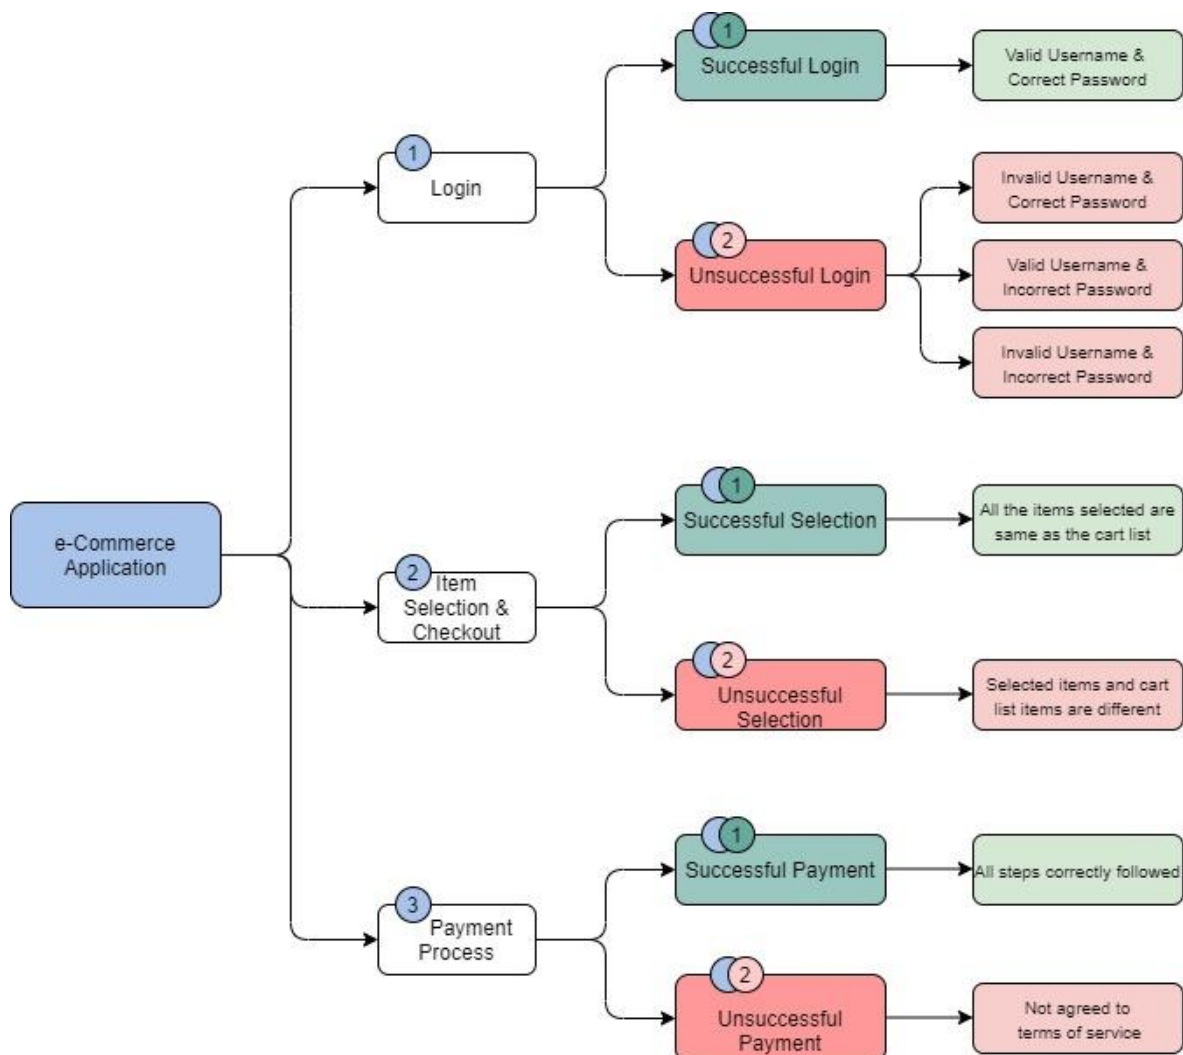 1
Successful Login
Valid Username &
Correct Password
1
Login
Invalid Username &
Correct Password
2
Unsuccessful Login
Valid Username &
Incorrect Password
Invalid Username &
Incorrect Password
e-Commerce
Application
1
Successful Selection
All the items selected are
same as the cart list
2
Item
Selection &
Checkout
2
Unsuccessful
Selection
Selected items and cart
list items are different
1
Successful Payment
All steps correctly followed
3
Payment
Process
2
Unsuccessful
Payment
Not agreed to
terms of service